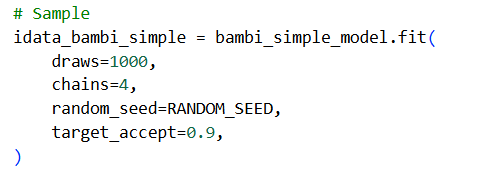 # Sample
idata_bambi_simple = bambi_simple_model.fit(
    draws=1000,
    chains=4,
    random_seed=RANDOM_SEED,
    target_accept=0.9,
)